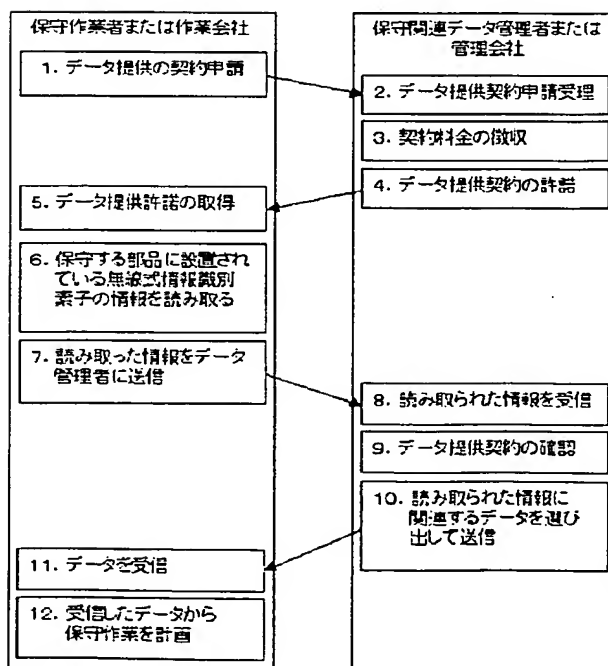 保守作業者または作業会社
1. データ提供の契約申請
5. データ提供許諾の取得
6. 保守する部品に設置され
ている無線式情報識別
素子の情報を読み取る
7. 読み取った情報をデータ
管理者に送信
11. データを受信
12. 受信したデータから
保守作業を計画
保守関連データ管理者または
管理会社
2. データ提供契約申請受理
3. 契約料金の徴収
4. データ提供契約の許諾
8. 読み取られた情報を受信
9. データ提供契約の確認
10. 読み取られた情報に
関連するデータを選び
出して送信